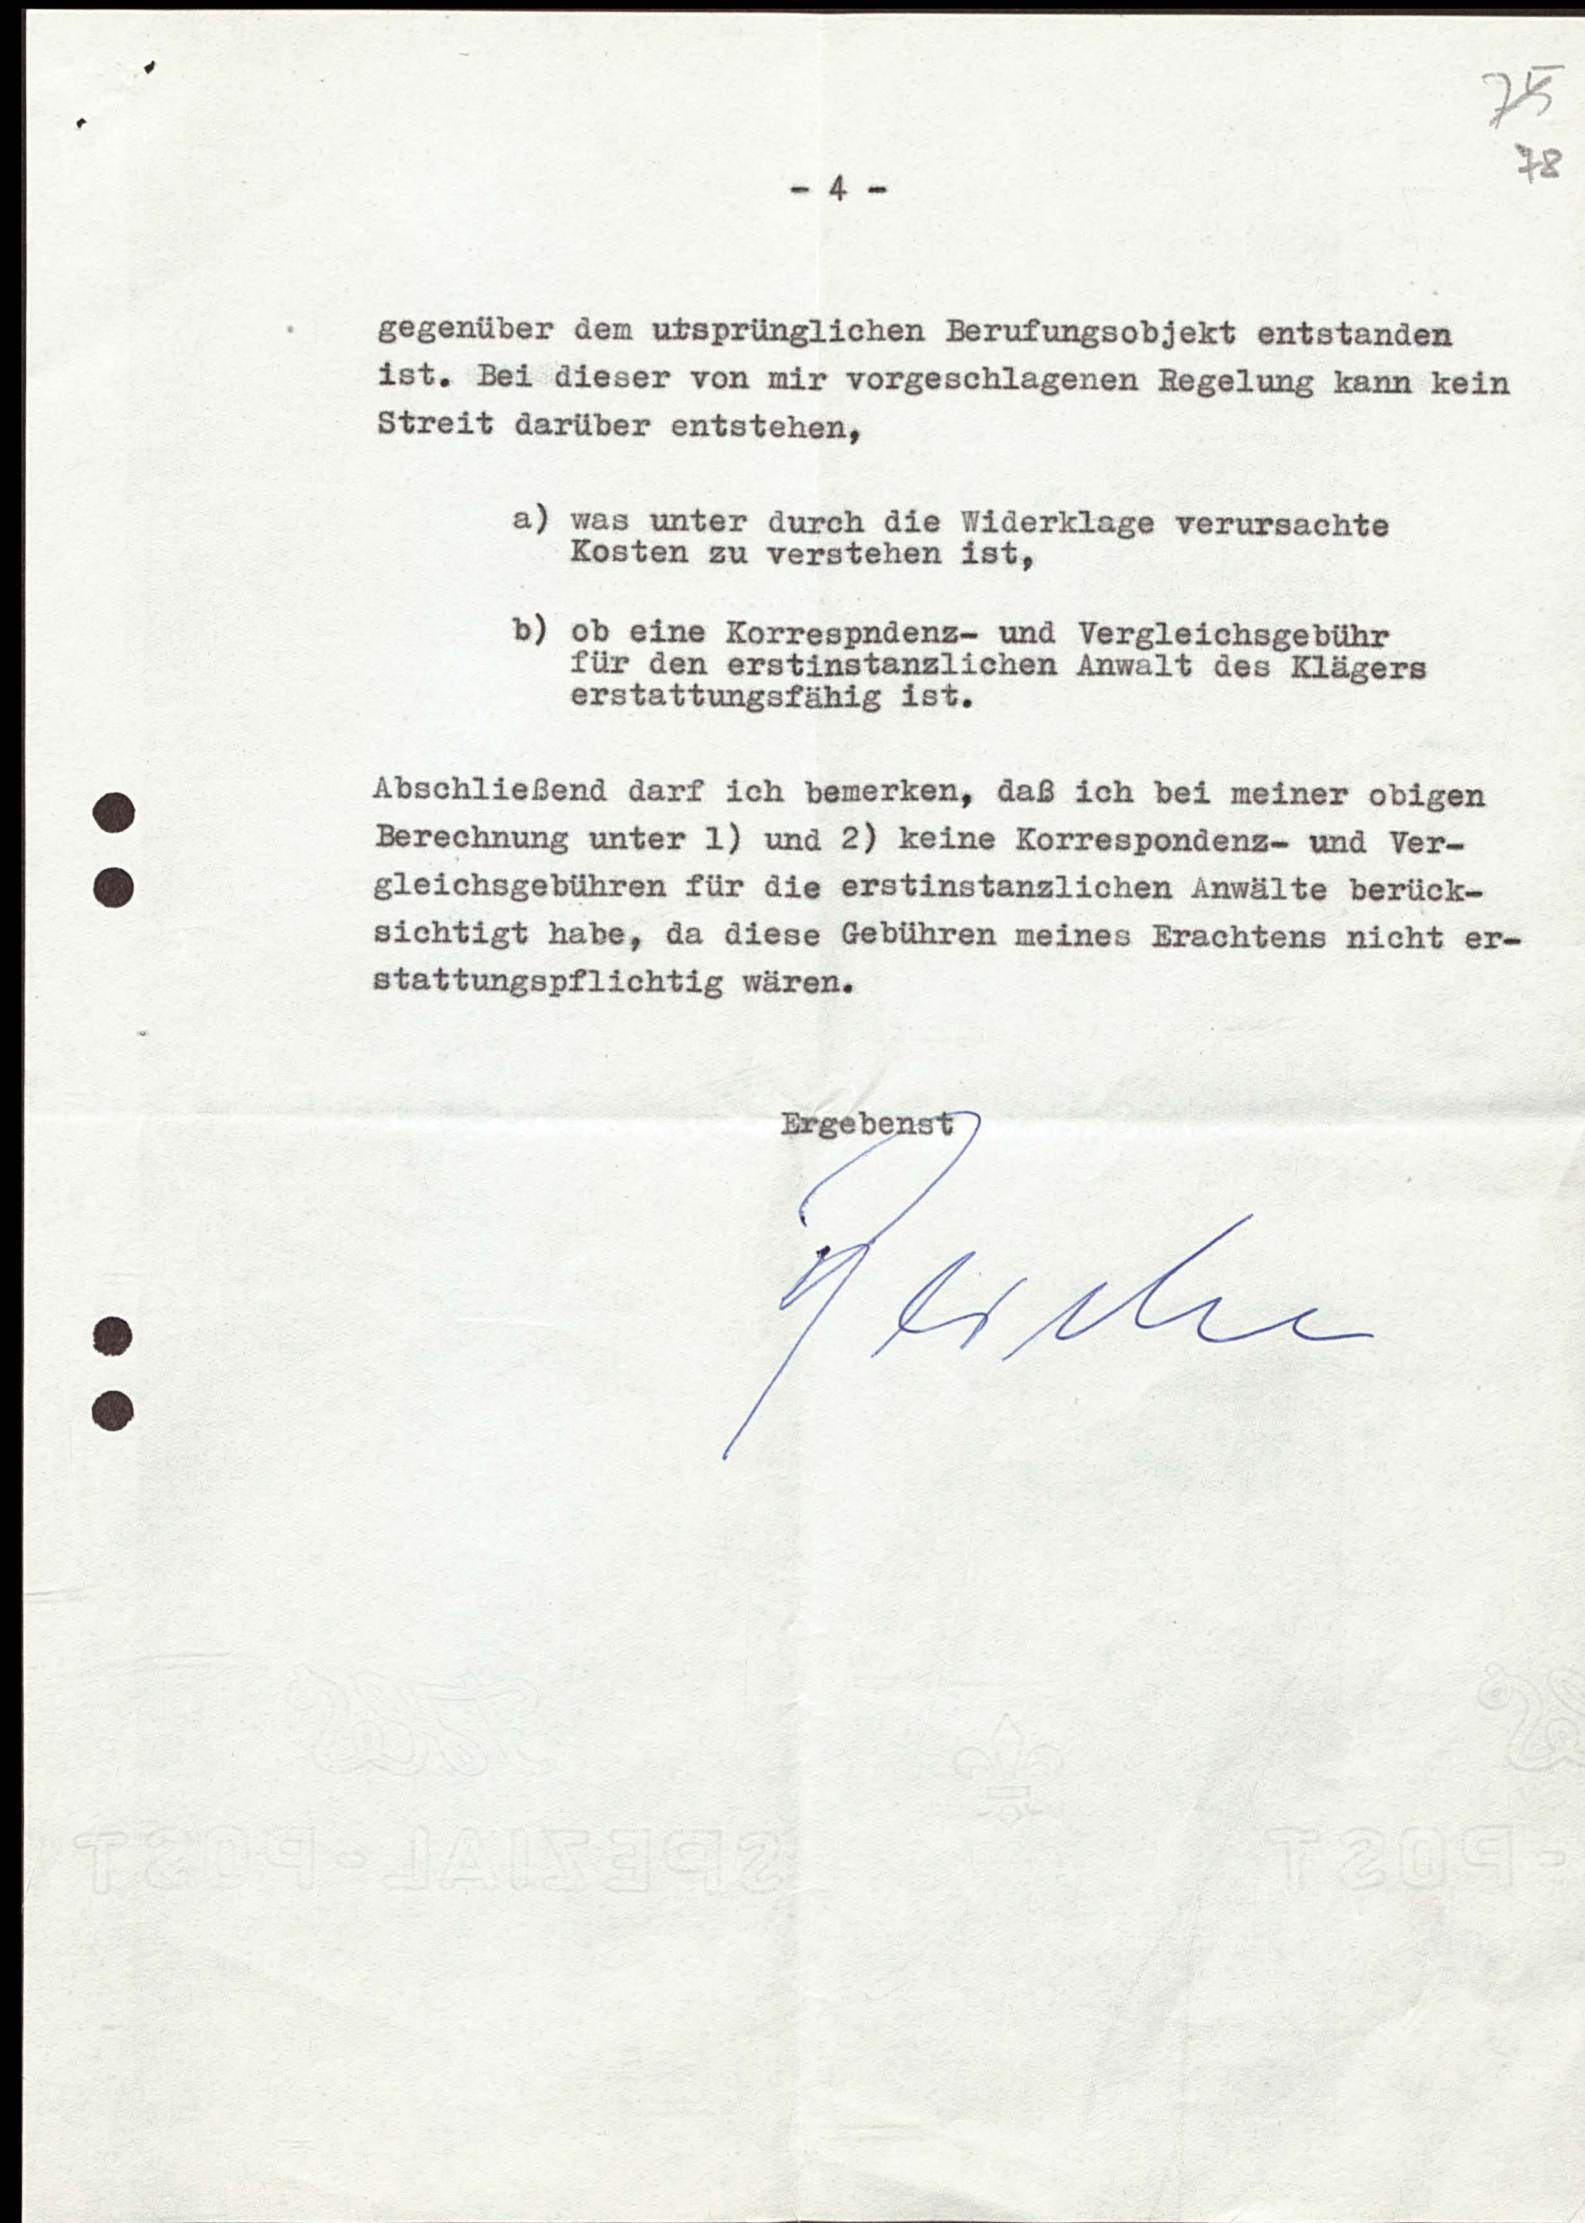 75
78
- 4 -
gegenüber dem utsprünglichen Berufungsobjekt entstanden
ist. Bei dieser von mir vorgeschlagenen Regelung kann kein
Streit darüber entstehen,
a) was unter durch die Widerklage verursachte
Kosten zu verstehen ist,
b) ob eine Korrespndenz- und Vergleichsgebühr
für den erstinstanzlichen Anwalt des Klägers
erstattungsfähig ist.
Abschließend darf ich bemerken, daß ich bei meiner obigen
Berechnung unter 1) und 2) keine Korrespondenz- und Ver-
gleichsgebühren für die erstinstanzlichen Anwälte berück-
sichtigt habe, da diese Gebühren meines Erachtens nicht er-
stattungspflichtig wären.
Ergebenst
SPEZIAL-POST
-POST